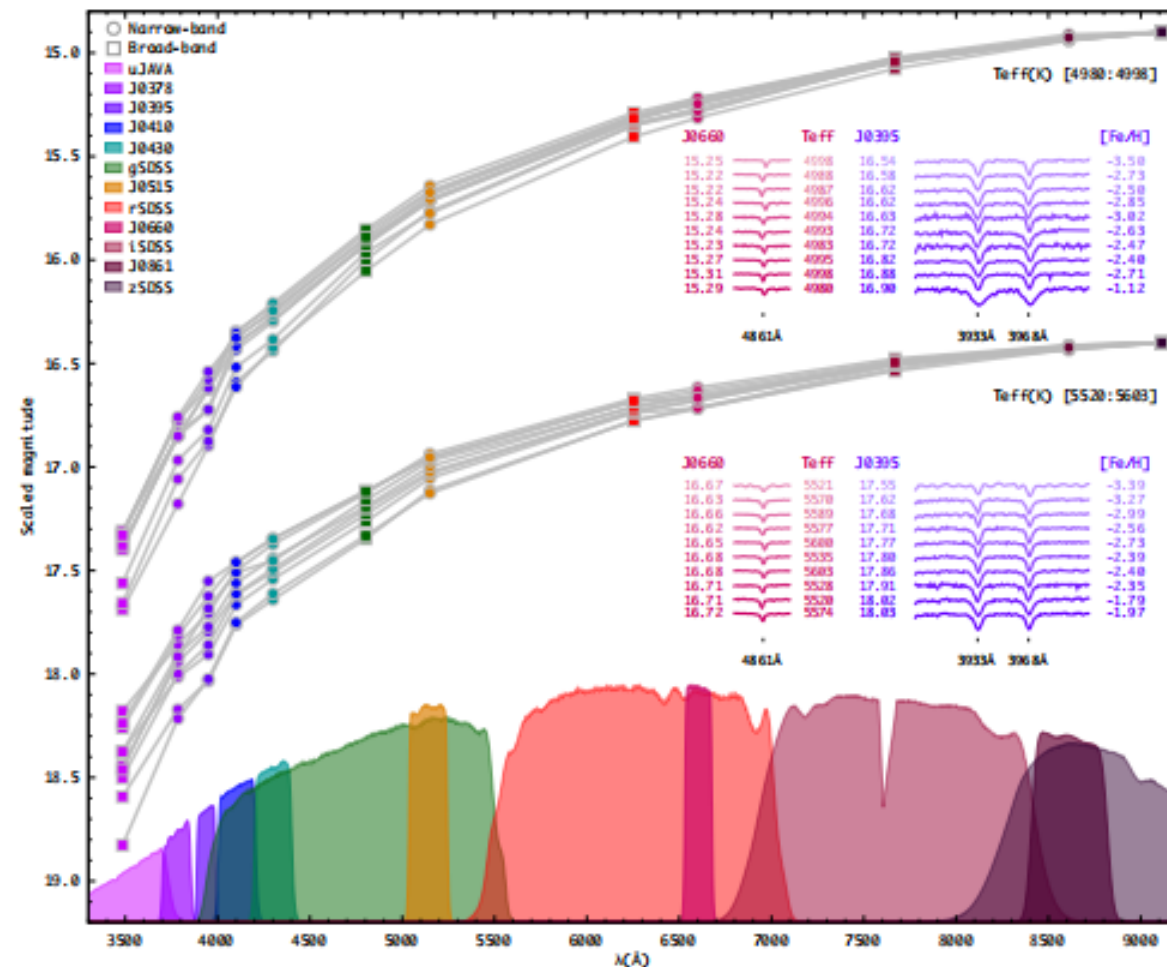 Narrow-band
Broad-band
uJAVA
J0378
J0395
J0410
J0430
gSDSS
J0515
rSDSS
J0660
iSDSS
J0861
zSDSS
Teff(K) [4980:4998]
J0660 Teff J0395 [Fe/H]
15.25 4998 16.54 -3.50
15.22 4988 16.58 -2.73
15.22 4987 16.62 -2.50
15.24 4996 16.62 -2.85
15.28 4994 16.63 -3.02
15.24 4993 16.72 -2.63
15.23 4983 16.72 -2.47
15.27 4995 16.82 -2.40
15.31 4998 16.88 -2.71
15.29 4980 16.90 -1.12
4861Å 3933Å 3968Å
Teff(K) [5520:5603]
J0660 Teff J0395 [Fe/H]
16.67 5521 17.55 -3.39
16.63 5570 17.62 -3.27
16.66 5589 17.68 -2.99
16.62 5577 17.71 -2.56
16.65 5600 17.77 -2.73
16.68 5535 17.80 -2.39
16.68 5603 17.86 -2.40
16.71 5528 17.91 -2.35
16.71 5520 18.02 -1.79
16.72 5574 18.03 -1.97
4861Å 3933Å 3968Å
Scaled magnitude
15.0
15.5
16.0
16.5
17.0
17.5
18.0
18.5
19.0
3500 4000 4500 5000 5500 6000 6500 7000 7500 8000 8500 9000
λ(Å)